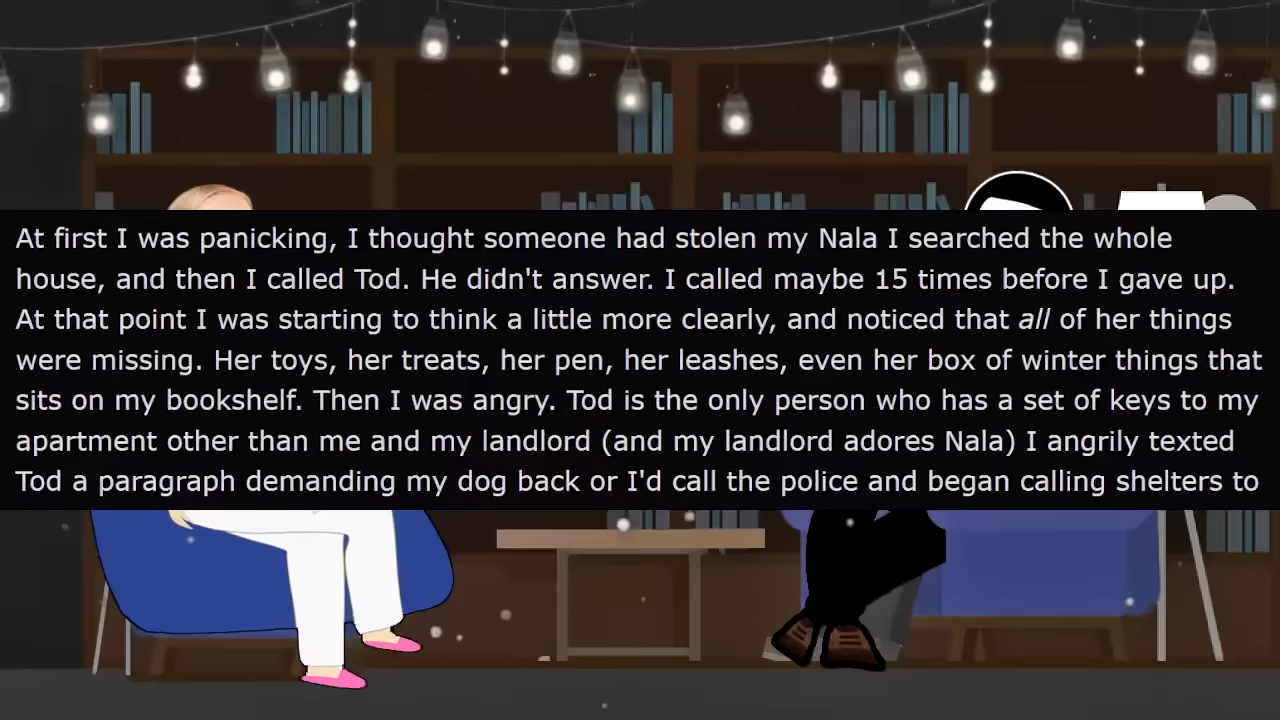 At first I was panicking, I thought someone had stolen my Nala I searched the whole
house, and then I called Tod. He didn't answer. I called maybe 15 times before I gave up.
At that point I was starting to think a little more clearly, and noticed that all of her things
were missing. Her toys, her treats, her pen, her leashes, even her box of winter things that
sits on my bookshelf. Then I was angry. Tod is the only person who has a set of keys to my
apartment other than me and my landlord (and my landlord adores Nala) I angrily texted
Tod a paragraph demanding my dog back or I'd call the police and began calling shelters to